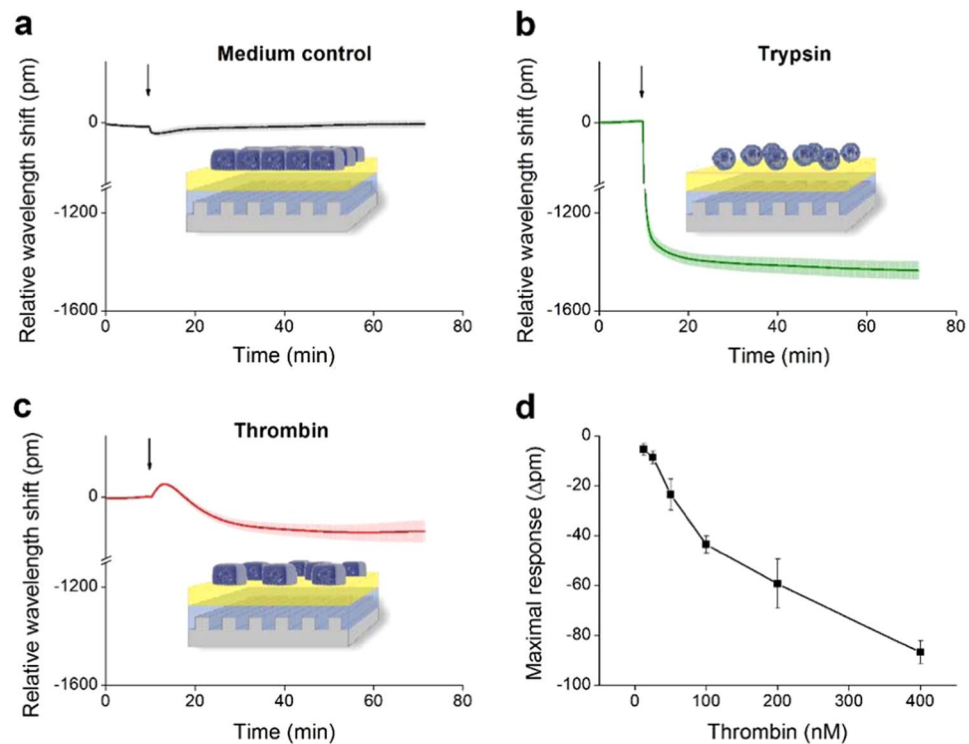 a
Medium control
Relative wavelength shift (pm)
0
-1200
-1600
0 20 40 60 80
Time (min)
b
Trypsin
Relative wavelength shift (pm)
0
-1200
-1600
0 20 40 60 80
Time (min)
c
Thrombin
Relative wavelength shift (pm)
0
-1200
-1600
0 20 40 60 80
Time (min)
d
Maximal response (Δpm)
0
-20
-40
-60
-80
-100
0 100 200 300 400
Thrombin (nM)